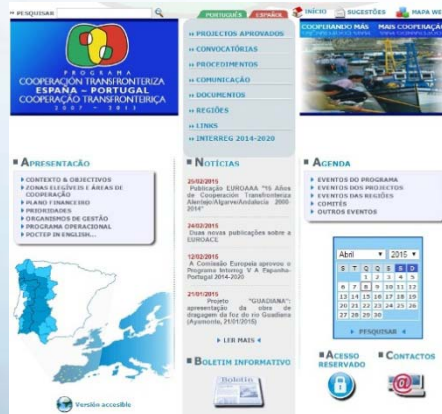 PESQUISAR
PORTUGUÊS ESPAÑOL INÍCIO SUGESTÕES MAPA WEB
PROGRAMA
COOPERACIÓN TRANSFRONTERIZA
ESPAÑA ~ PORTUGAL
COOPERAÇÃO TRANSFRONTEIRIÇA
2007 - 2013
» PROJECTOS APROVADOS
» CONVOCATÓRIAS
» PROCEDIMENTOS
» COMUNICAÇÃO
» DOCUMENTOS
» REGIÕES
» LINKS
» INTERREG 2014-2020
COOPERANDO MÁS MAIS COOPERAÇÃO
APRESENTAÇÃO
CONTEXTO & OBJECTIVOS
ZONAS ELEGÍVEIS E ÁREAS DE
COOPERAÇÃO
PLANO FINANCEIRO
PRIORIDADES
ORGANISMOS DE GESTÃO
PROGRAMA OPERACIONAL
POCTEP IN ENGLISH...
Versión accesible
NOTÍCIAS
25/02/2015
Publicação EUROAAA "15 Años
de Cooperación Transfronteriza
Alentejo/Algarve/Andalucía 2000-
2014"
24/02/2015
Duas novas publicações sobre a
EUROACE
12/02/2015
A Comissão Europeia aprovou o
Programa Interreg V A Espanha-
Portugal 2014-2020
21/01/2015
Projeto "GUADIANA":
apresentação da obra de
dragagem da foz do rio Guadiana
(Ayamonte, 21/01/2015)
LER MAIS
BOLETIM INFORMATIVO
Boletín
AGENDA
EVENTOS DO PROGRAMA
EVENTOS DOS PROJECTOS
EVENTOS DAS REGIÕES
COMITÉS
OUTROS EVENTOS
Abril 2015
S T Q Q S S D
1 2 3 4 5
6 7 8 9 10 11 12
13 14 15 16 17 18 19
20 21 22 23 24 25 26
27 28 29 30
PESQUISAR
ACESSO
RESERVADO
CONTACTOS